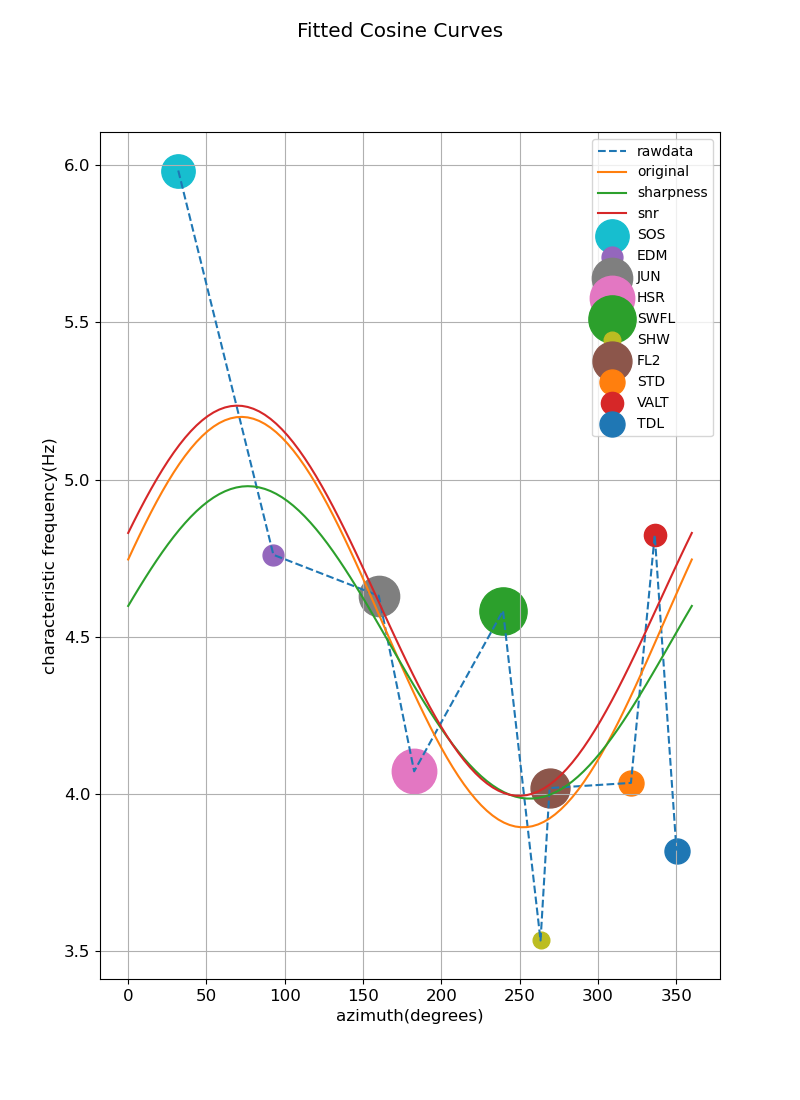 Fitted Cosine Curves
rawdata
original
sharpness
snr
SOS
EDM
JUN
HSR
SWFL
SHW
FL2
STD
VALT
TDL
characteristic frequency(Hz)
6.0
5.5
5.0
4.5
4.0
3.5
0 50 100 150 200 250 300 350
azimuth(degrees)